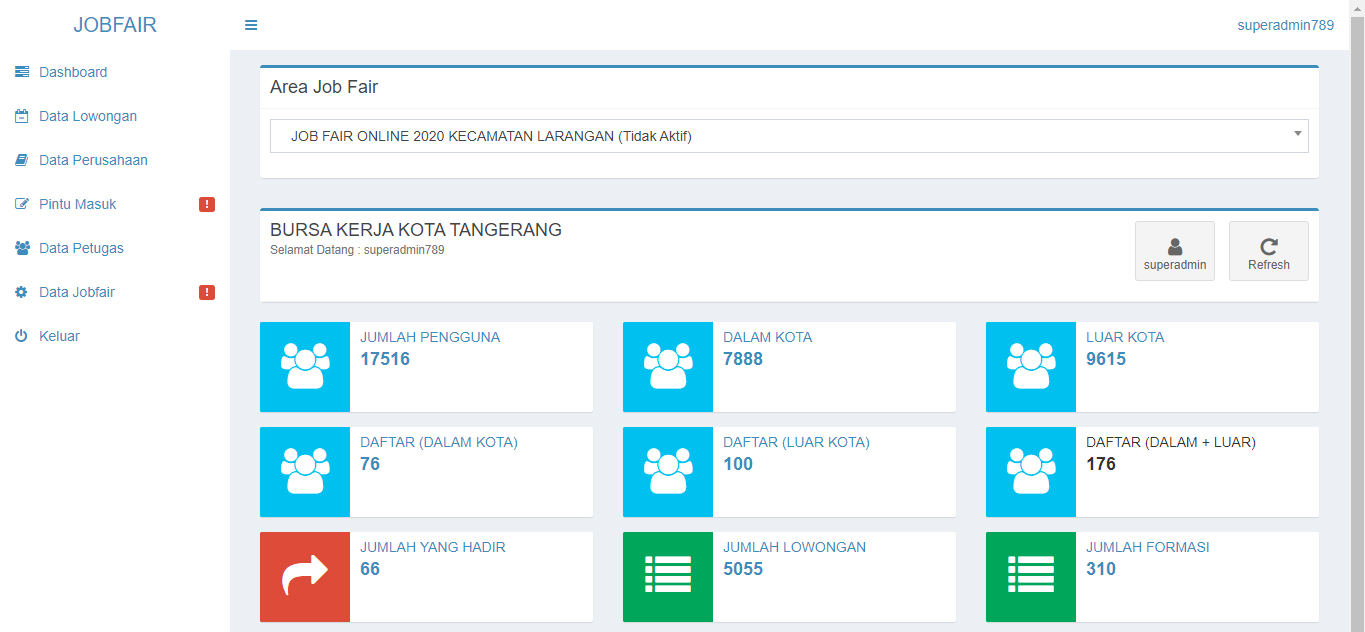 JOBFAIR
superadmin789
Dashboard
Data Lowongan
Data Perusahaan
Pintu Masuk !
Data Petugas
Data Jobfair !
Keluar
Area Job Fair
JOB FAIR ONLINE 2020 KECAMATAN LARANGAN (Tidak Aktif)
BURSA KERJA KOTA TANGERANG
Selamat Datang : superadmin789
superadmin
Refresh
JUMLAH PENGGUNA
17516
DALAM KOTA
7888
LUAR KOTA
9615
DAFTAR (DALAM KOTA)
76
DAFTAR (LUAR KOTA)
100
DAFTAR (DALAM + LUAR)
176
JUMLAH YANG HADIR
66
JUMLAH LOWONGAN
5055
JUMLAH FORMASI
310